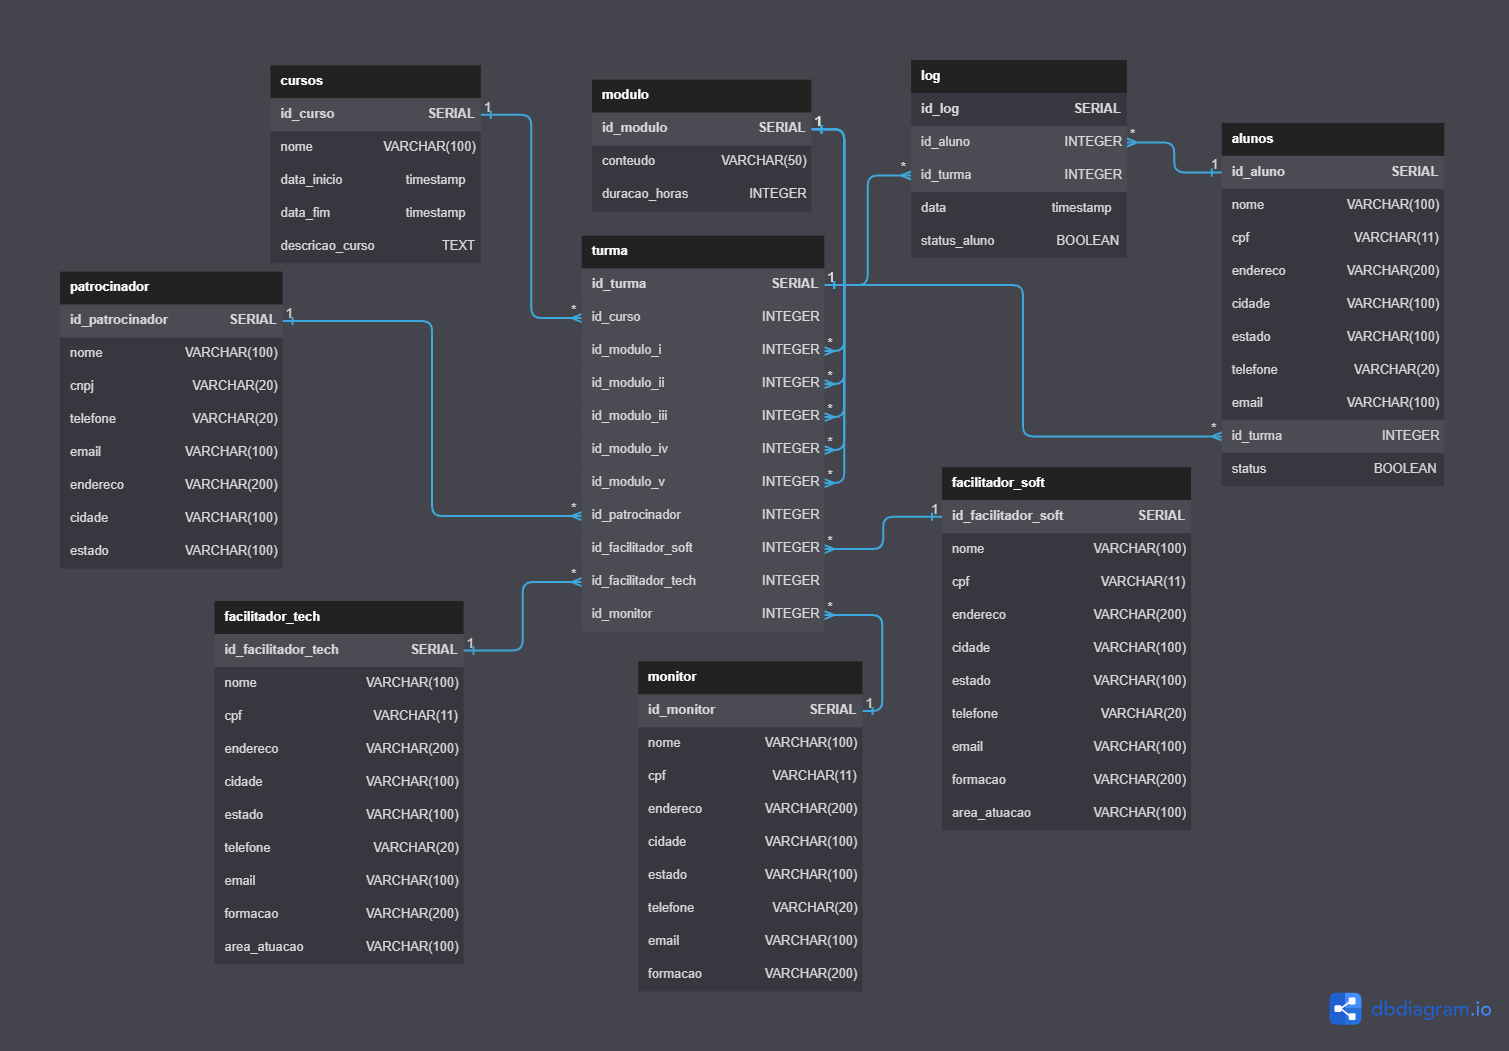 cursos
id_curso SERIAL
nome VARCHAR(100)
data_inicio timestamp
data_fim timestamp
descricao_curso TEXT
1
*
modulo
id_modulo SERIAL
conteudo VARCHAR(50)
duracao_horas INTEGER
1
log
id_log SERIAL
id_aluno INTEGER
id_turma INTEGER
data timestamp
status_aluno BOOLEAN
*
*
alunos
id_aluno SERIAL
nome VARCHAR(100)
cpf VARCHAR(11)
endereco VARCHAR(200)
cidade VARCHAR(100)
estado VARCHAR(100)
telefone VARCHAR(20)
email VARCHAR(100)
id_turma INTEGER
status BOOLEAN
1
*
patrocinador
id_patrocinador SERIAL
nome VARCHAR(100)
cnpj VARCHAR(20)
telefone VARCHAR(20)
email VARCHAR(100)
endereco VARCHAR(200)
cidade VARCHAR(100)
estado VARCHAR(100)
1
turma
id_turma SERIAL
id_curso INTEGER
id_modulo_i INTEGER
id_modulo_ii INTEGER
id_modulo_iii INTEGER
id_modulo_iv INTEGER
id_modulo_v INTEGER
id_patrocinador INTEGER
id_facilitador_soft INTEGER
id_facilitador_tech INTEGER
id_monitor INTEGER
1
*
*
*
*
*
*
*
*
*
facilitador_soft
id_facilitador_soft SERIAL
nome VARCHAR(100)
cpf VARCHAR(11)
endereco VARCHAR(200)
cidade VARCHAR(100)
estado VARCHAR(100)
telefone VARCHAR(20)
email VARCHAR(100)
formacao VARCHAR(200)
area_atuacao VARCHAR(100)
1
facilitador_tech
id_facilitador_tech SERIAL
nome VARCHAR(100)
cpf VARCHAR(11)
endereco VARCHAR(200)
cidade VARCHAR(100)
estado VARCHAR(100)
telefone VARCHAR(20)
email VARCHAR(100)
formacao VARCHAR(200)
area_atuacao VARCHAR(100)
1
monitor
id_monitor SERIAL
nome VARCHAR(100)
cpf VARCHAR(11)
endereco VARCHAR(200)
cidade VARCHAR(100)
estado VARCHAR(100)
telefone VARCHAR(20)
email VARCHAR(100)
formacao VARCHAR(200)
1
dbdiagram.io